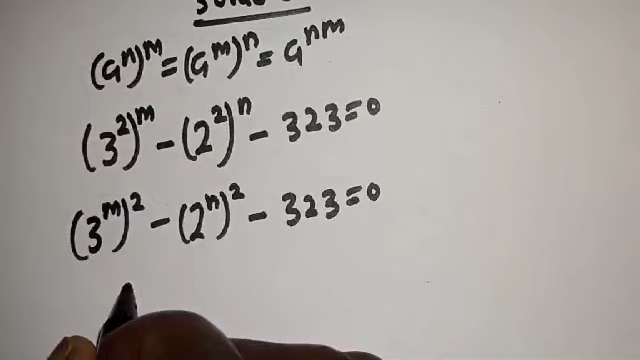 (a^n)^m = (a^m)^n = a^nm
(3^2)^m - (2^2)^n - 323 = 0
(3^m)^2 - (2^n)^2 - 323 = 0